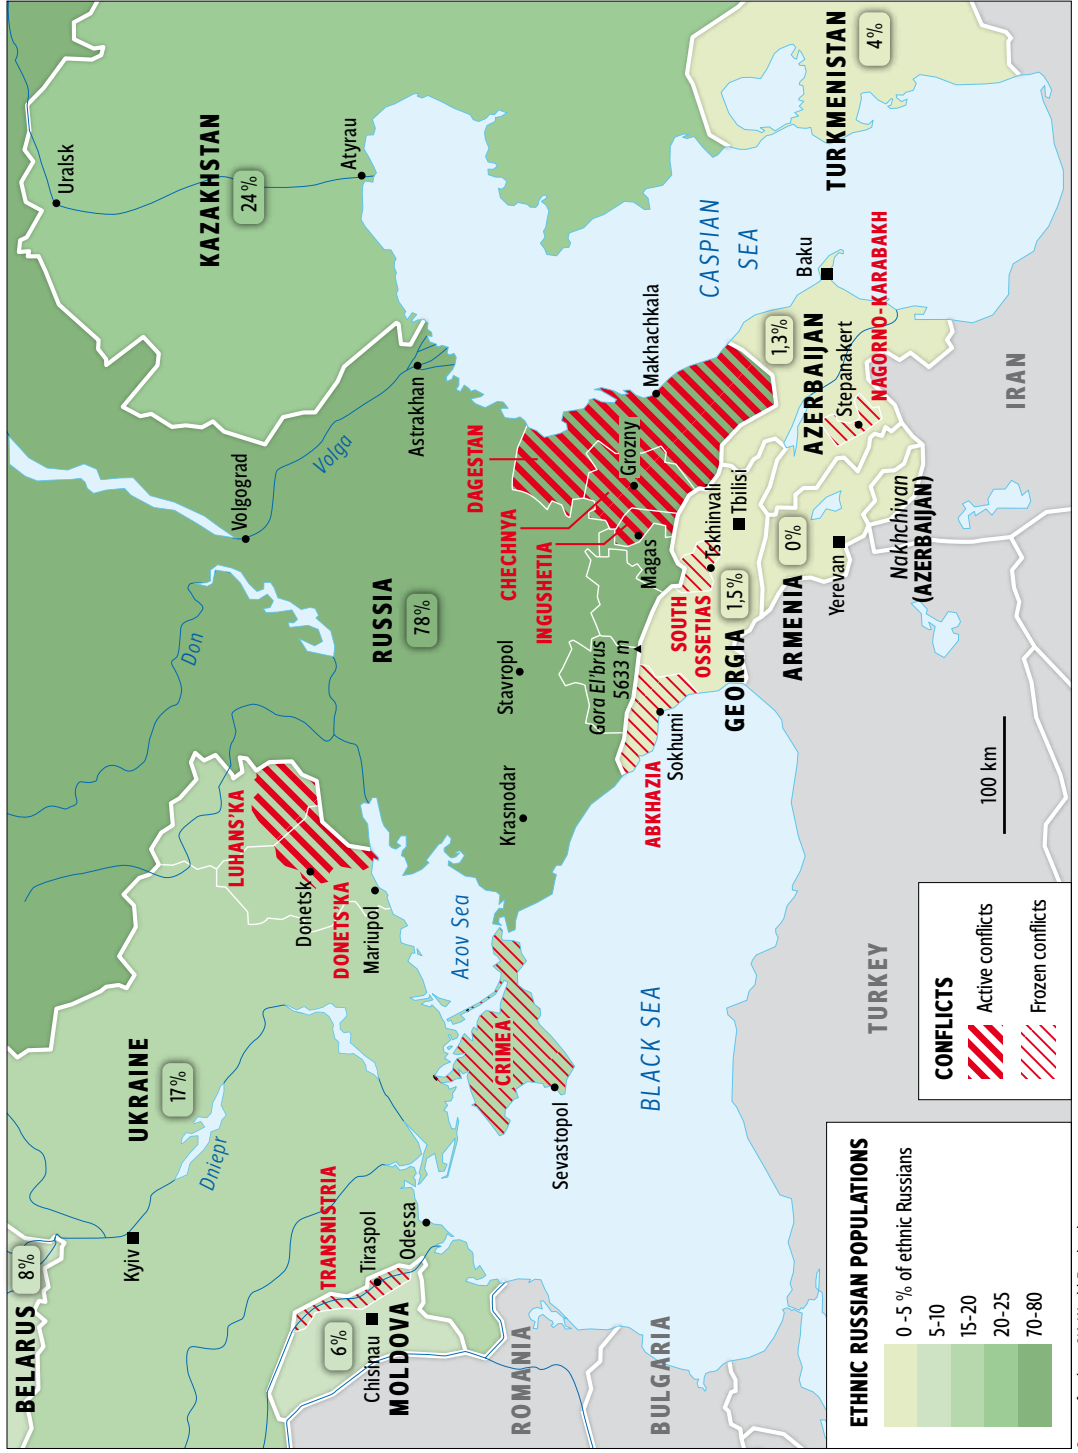 BELARUS
8%
Kyiv
UKRAINE
17%
Dniepr
TRANSNISTRIA
Tiraspol
Odessa
6%
Chisinau
MOLDOVA
ROMANIA
BULGARIA
LUHANS'KA
Donetsk
DONETS'KA
Mariupol
Azov Sea
CRIMEA
Sevastopol
BLACK SEA
TURKEY
Don
Volgograd
Volga
RUSSIA
78%
Stavropol
Krasnodar
Astrakhan
DAGESTAN
CHECHNYA
INGUSHETIA
Grozny
Magas
Makhachkala
Gora El'brus
5633 m
ABKHAZIA
Sokhumi
SOUTH
OSSETIAS
Tskhinvali
Tbilisi
GEORGIA
1,5%
ARMENIA
0%
Yerevan
Nakhchivan
(AZERBAIJAN)
AZERBAIJAN
1,3%
Stepanakert
NAGORNO-KARABAKH
Baku
IRAN
Uralsk
KAZAKHSTAN
24%
Atyrau
CASPIAN
SEA
TURKMENISTAN
4%
100 km
ETHNIC RUSSIAN POPULATIONS
0 -5 % of ethnic Russians
5-10
15-20
20-25
70-80
CONFLICTS
Active conflicts
Frozen conflicts